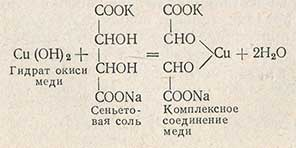 COOK COOK
CHOH CHO
Cu (OH)₂ + = Cu + 2H₂O
Гидрат окиси
меди
CHOH CHO
COONa COONa
Сеньето- Комплексное
вая соль соединение
меди